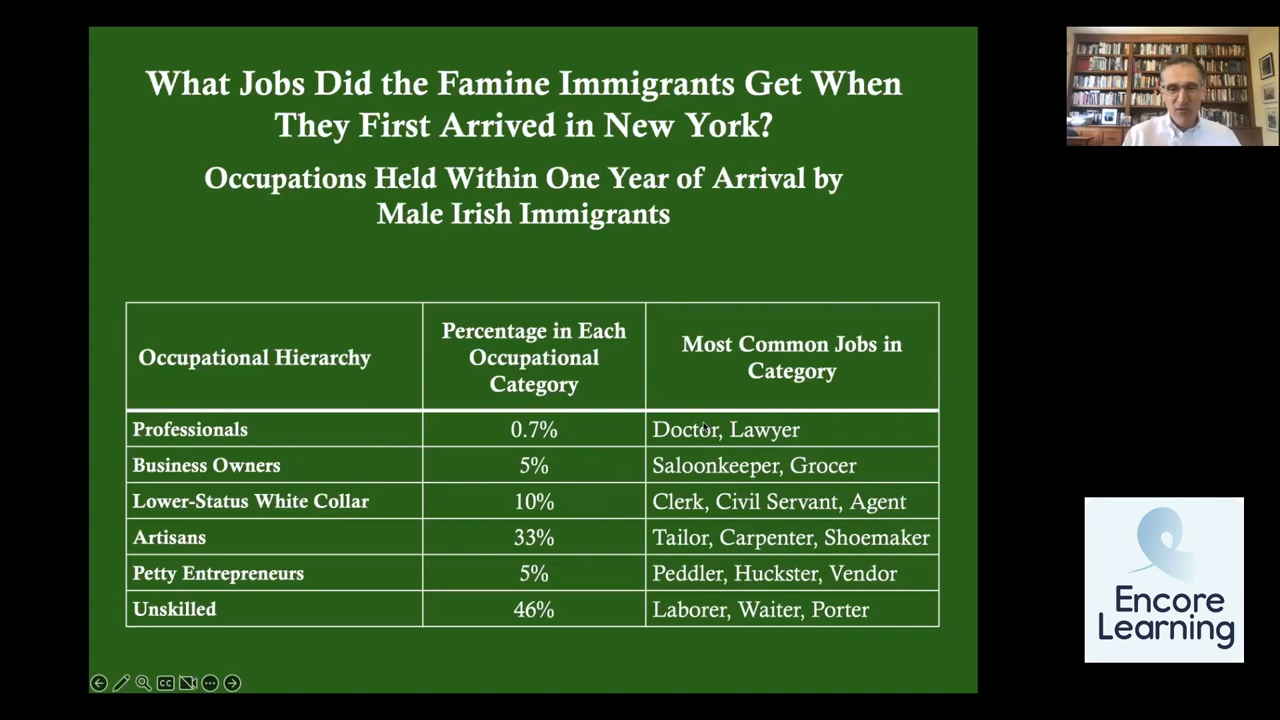 What Jobs Did the Famine Immigrants Get When
They First Arrived in New York?
Occupations Held Within One Year of Arrival by
Male Irish Immigrants
Occupational Hierarchy
Percentage in Each
Occupational
Category
Most Common Jobs in
Category
Professionals
0.7%
Doctor, Lawyer
Business Owners
5%
Saloonkeeper, Grocer
Lower-Status White Collar
10%
Clerk, Civil Servant, Agent
Artisans
33%
Tailor, Carpenter, Shoemaker
Petty Entrepreneurs
5%
Peddler, Huckster, Vendor
Unskilled
46%
Laborer, Waiter, Porter
CC
Encore
Learning